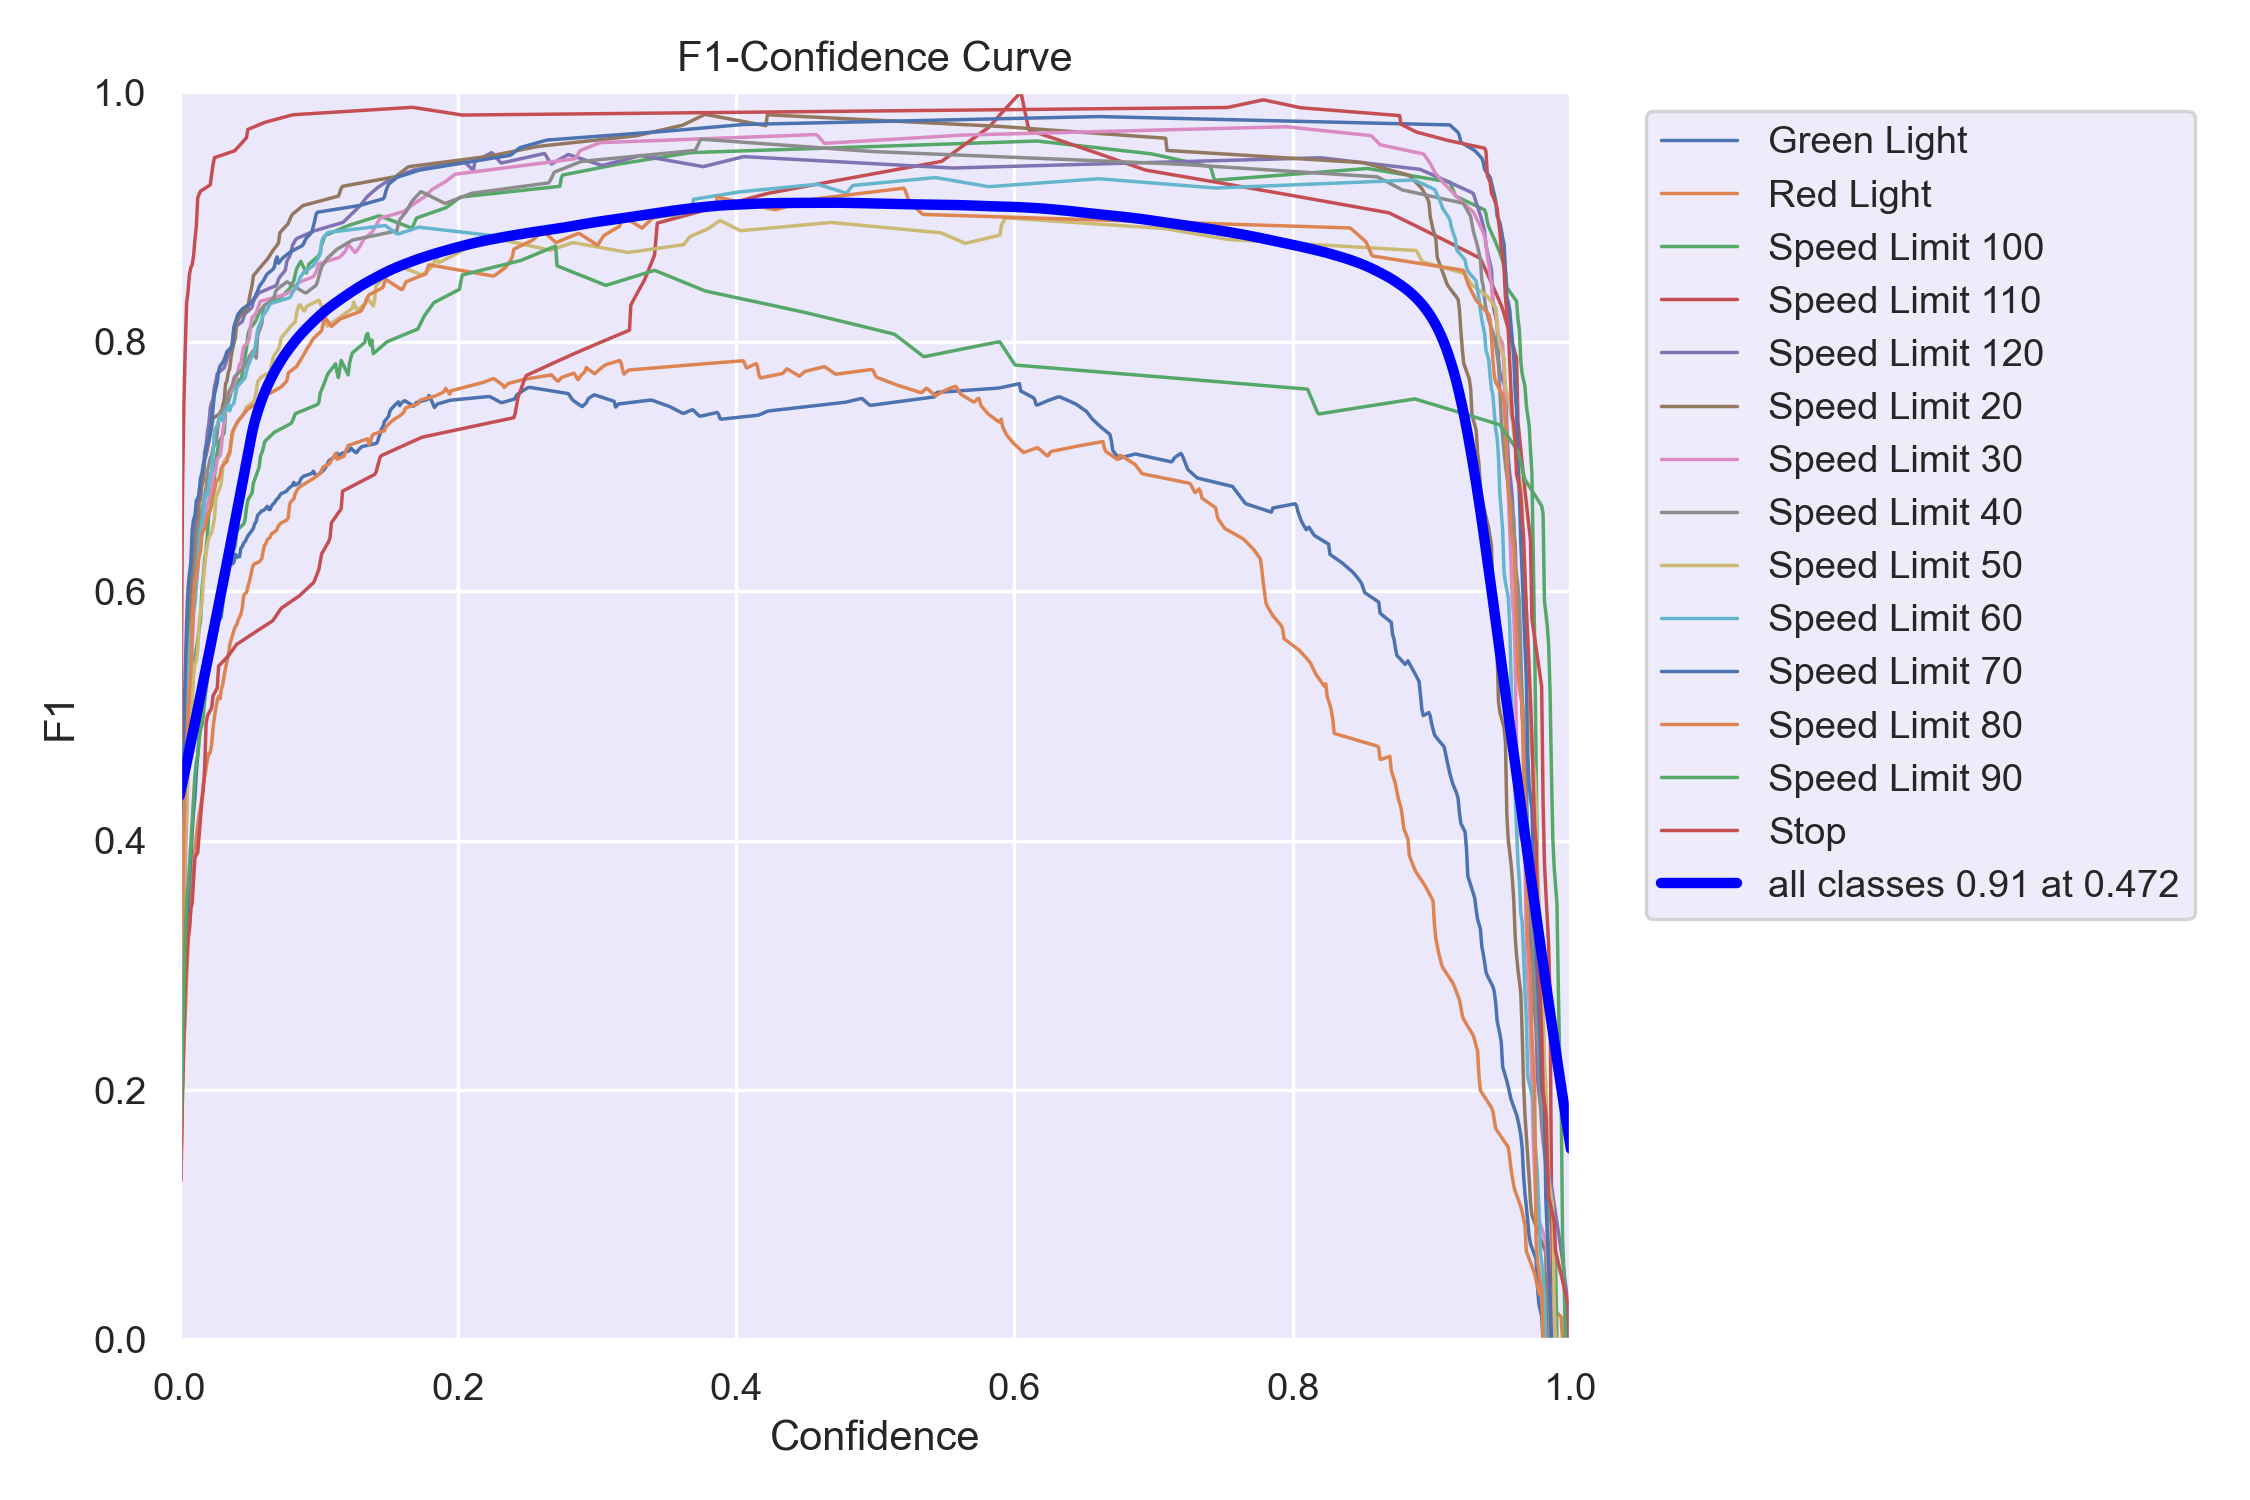 F1-Confidence Curve
1.0
0.8
0.6
0.4
0.2
0.0
F1
0.0 0.2 0.4 0.6 0.8 1.0
Confidence
Green Light
Red Light
Speed Limit 100
Speed Limit 110
Speed Limit 120
Speed Limit 20
Speed Limit 30
Speed Limit 40
Speed Limit 50
Speed Limit 60
Speed Limit 70
Speed Limit 80
Speed Limit 90
Stop
all classes 0.91 at 0.472